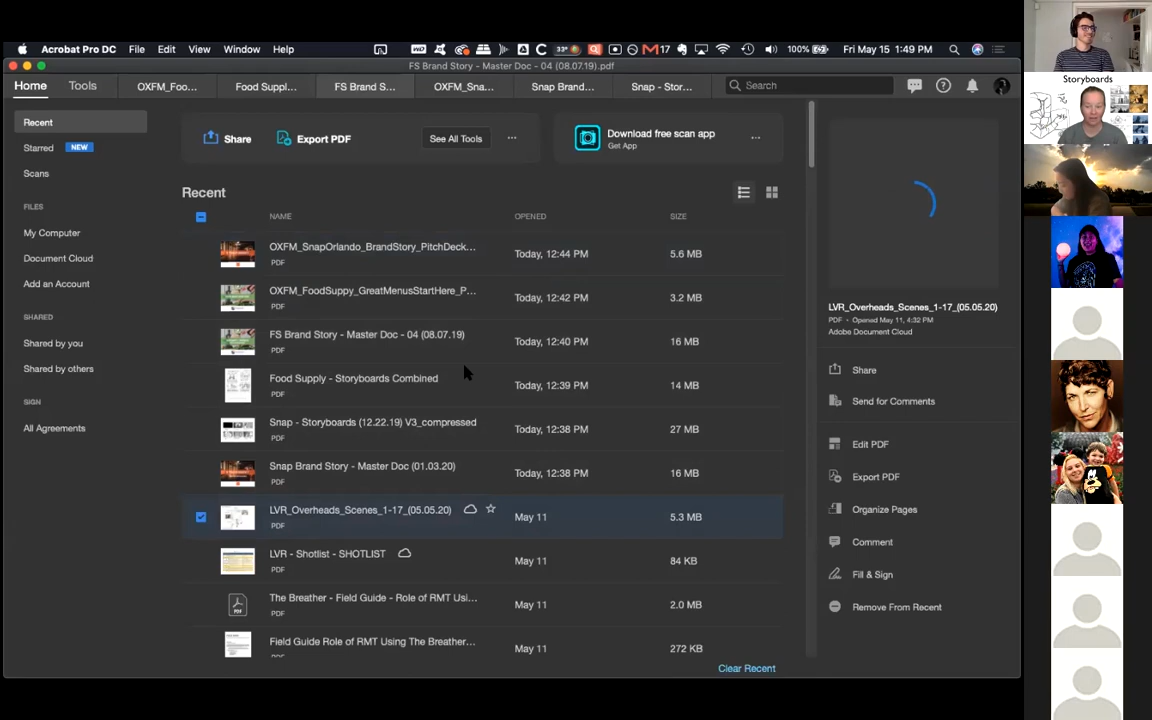 Acrobat Pro DC File Edit View Window Help 33° 17 100% Fri May 15 1:49 PM
FS Brand Story - Master Doc - 04 (08.07.19).pdf
Home Tools OXFM_Foo... Food Suppl... FS Brand S... OXFM_Sna... Snap Brand... Snap - Stor... Search
Recent
Starred NEW
Scans
FILES
My Computer
Document Cloud
Add an Account
SHARED
Shared by you
Shared by others
SIGN
All Agreements
Share Export PDF See All Tools ...
Download free scan app ...
Get App
Recent
NAME OPENED SIZE
OXFM_SnapOrlando_BrandStory_PitchDeck... Today, 12:44 PM 5.6 MB
PDF
OXFM_FoodSuppy_GreatMenusStartHere_P... Today, 12:42 PM 3.2 MB
PDF
FS Brand Story - Master Doc - 04 (08.07.19) Today, 12:40 PM 16 MB
PDF
Food Supply - Storyboards Combined Today, 12:39 PM 14 MB
PDF
Snap - Storyboards (12.22.19) V3_compressed Today, 12:38 PM 27 MB
PDF
Snap Brand Story - Master Doc (01.03.20) Today, 12:38 PM 16 MB
PDF
LVR_Overheads_Scenes_1-17_(05.05.20) May 11 5.3 MB
PDF
LVR - Shotlist - SHOTLIST May 11 84 KB
PDF
The Breather - Field Guide - Role of RMT Usi... May 11 2.0 MB
PDF
Field Guide Role of RMT Using The Breather... May 11 272 KB
Clear Recent
LVR_Overheads_Scenes_1-17_(05.05.20)
PDF • Opened May 11, 4:32 PM
Adobe Document Cloud
Share
Send for Comments
Edit PDF
Export PDF
Organize Pages
Comment
Fill & Sign
Remove From Recent
Storyboards